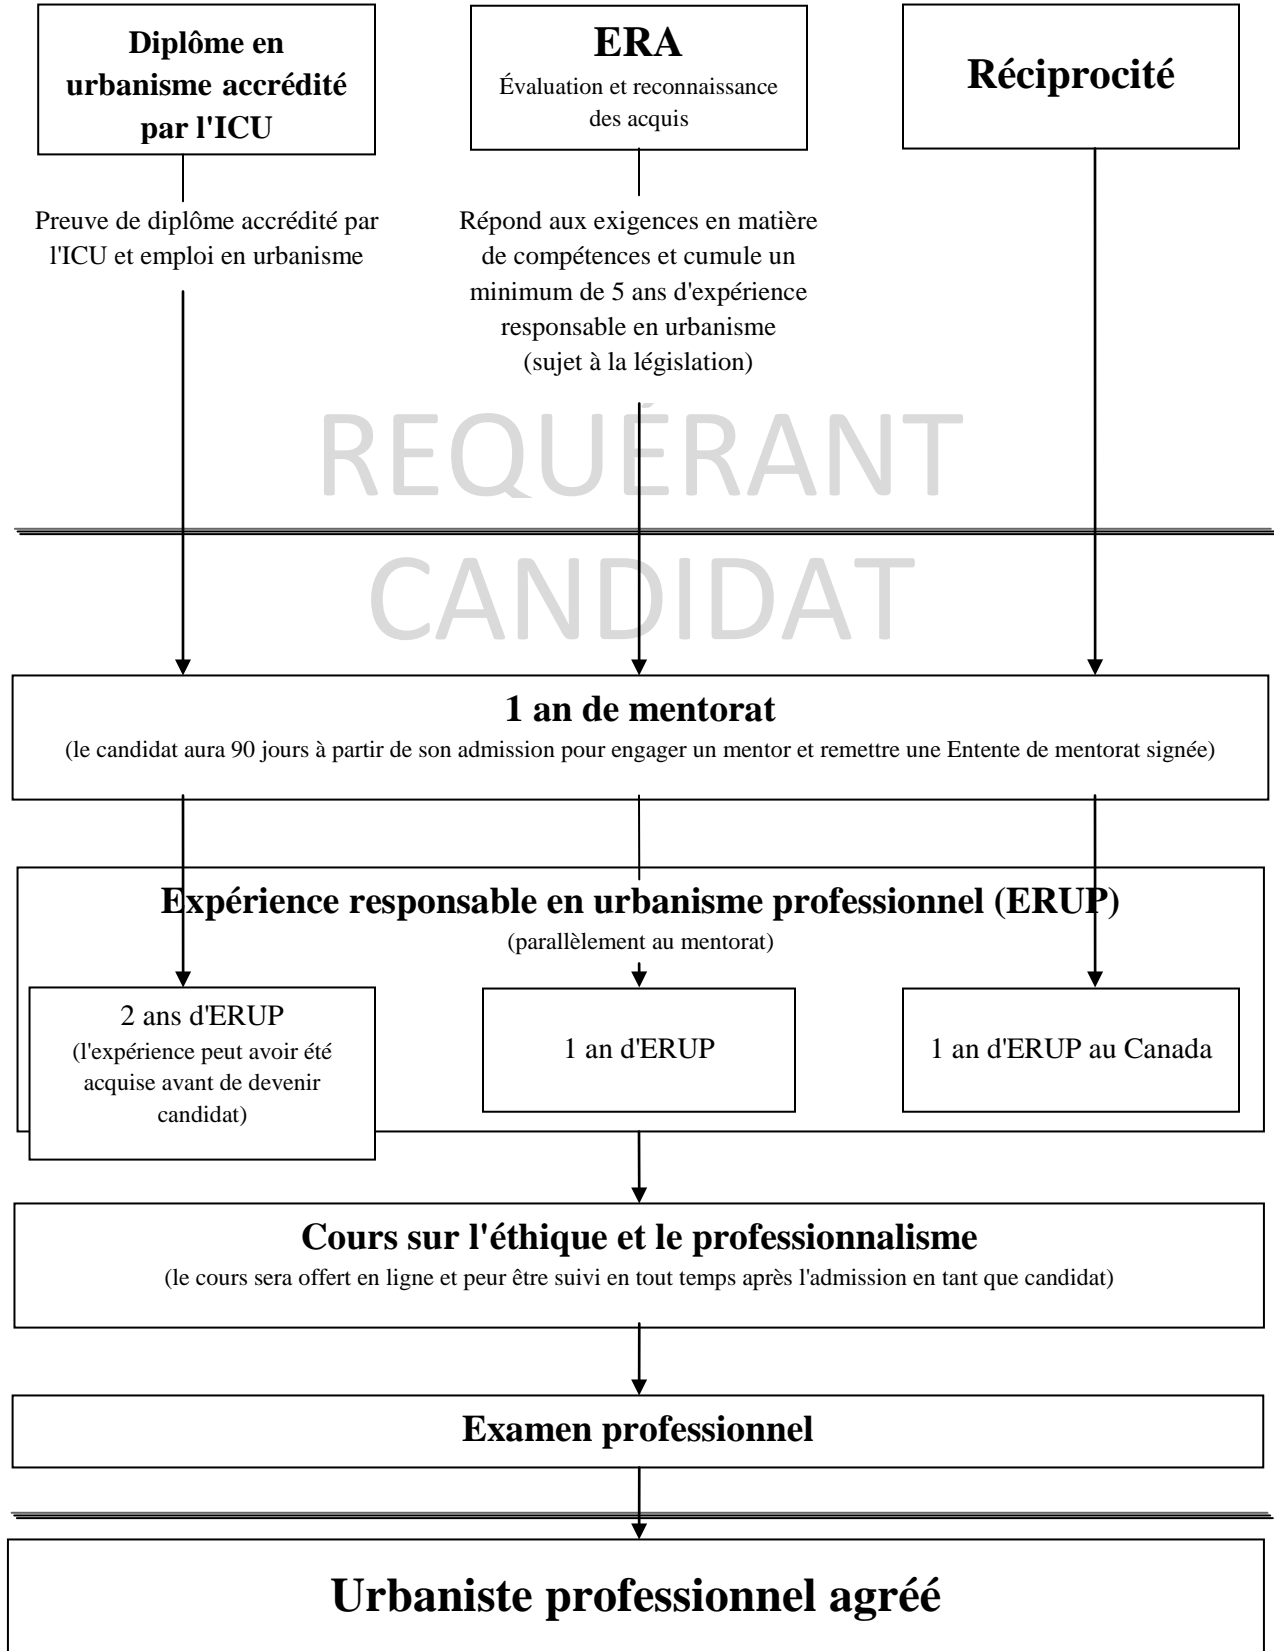 Diplôme en
urbanisme accrédité
par l'ICU
ERA
Évaluation et reconnaissance
des acquis
Réciprocité
Preuve de diplôme accrédité par
l'ICU et emploi en urbanisme
Répond aux exigences en matière
de compétences et cumule un
minimum de 5 ans d'expérience
responsable en urbanisme
(sujet à la législation)
REQUÉRANT
CANDIDAT
1 an de mentorat
(le candidat aura 90 jours à partir de son admission pour engager un mentor et remettre une Entente de mentorat signée)
Expérience responsable en urbanisme professionnel (ERUP)
(parallèlement au mentorat)
2 ans d'ERUP
(l'expérience peut avoir été
acquise avant de devenir
candidat)
1 an d'ERUP
1 an d'ERUP au Canada
Cours sur l'éthique et le professionnalisme
(le cours sera offert en ligne et peur être suivi en tout temps après l'admission en tant que candidat)
Examen professionnel
Urbaniste professionnel agréé